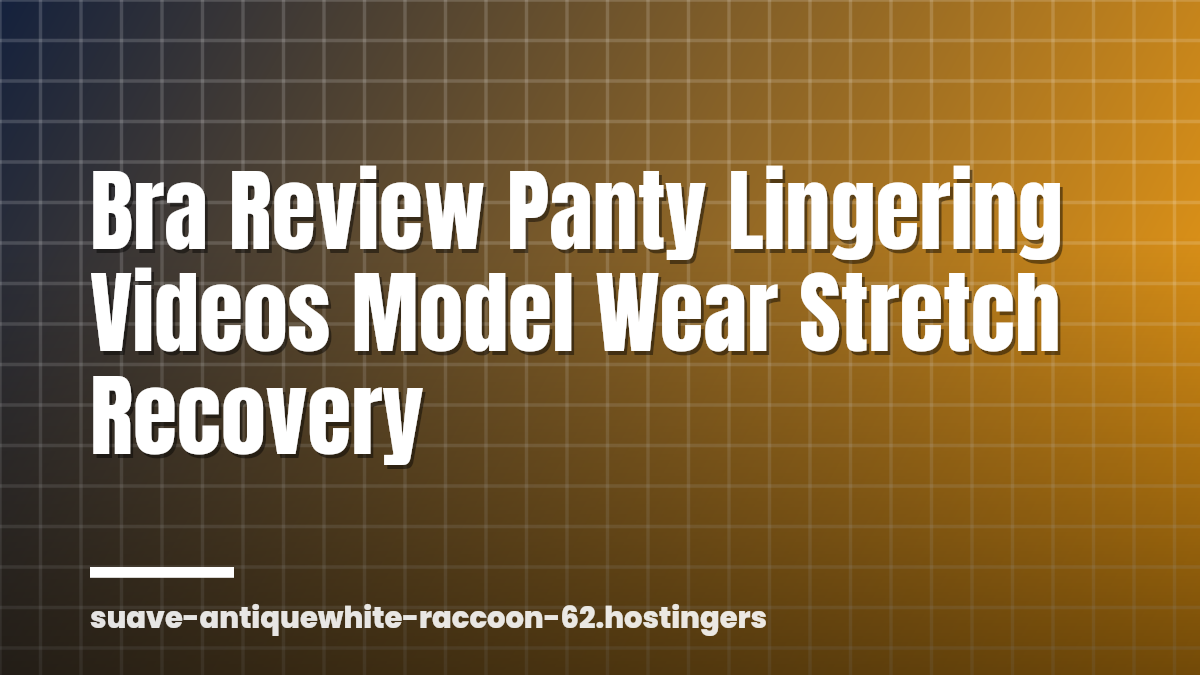 Bra Review Panty Lingering
Videos Model Wear Stretch
Recovery
suave-antiquewhite-raccoon-62.hostingers